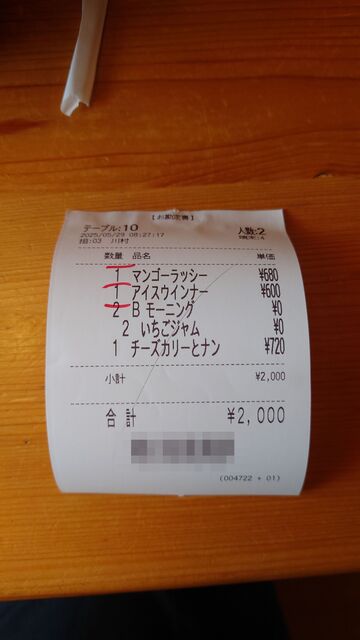 【お勘定書】
テーブル:10 人数:2
2025/05/29 08:27:17
担:03 川村
数量 品名 単価
1 マンゴーラッシー ¥680
1 アイスウインナー ¥600
2 B モーニング ¥0
2 いちごジャム ¥0
1 チーズカリーとナン ¥720
小計 ¥2,000
合計 ¥2,000
(004722 + 01)